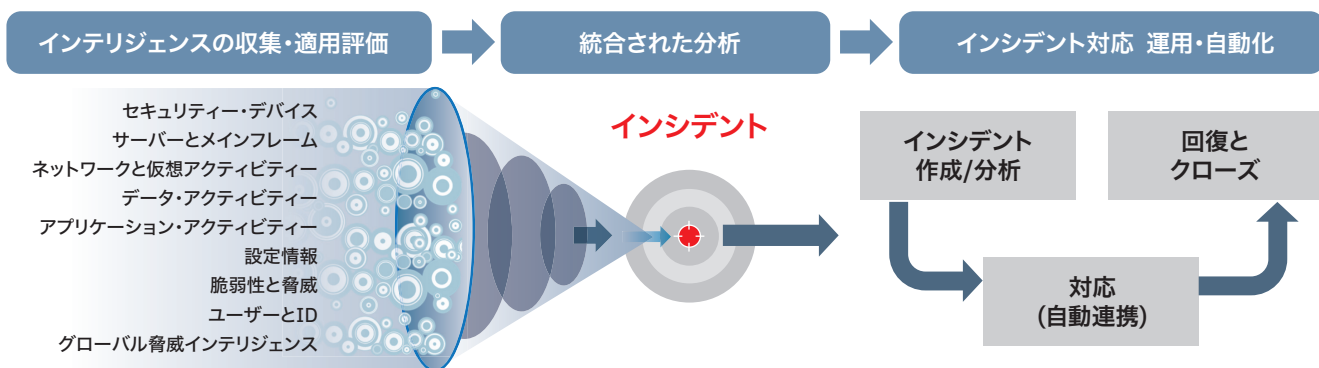 インテリジェンスの収集・適用評価
統合された分析
インシデント対応 運用・自動化
セキュリティー・デバイス
サーバーとメインフレーム
ネットワークと仮想アクティビティー
データ・アクティビティー
アプリケーション・アクティビティー
設定情報
脆弱性と脅威
ユーザーとID
グローバル脅威インテリジェンス
インシデント
インシデント
作成/分析
対応
(自動連携)
回復と
クローズ